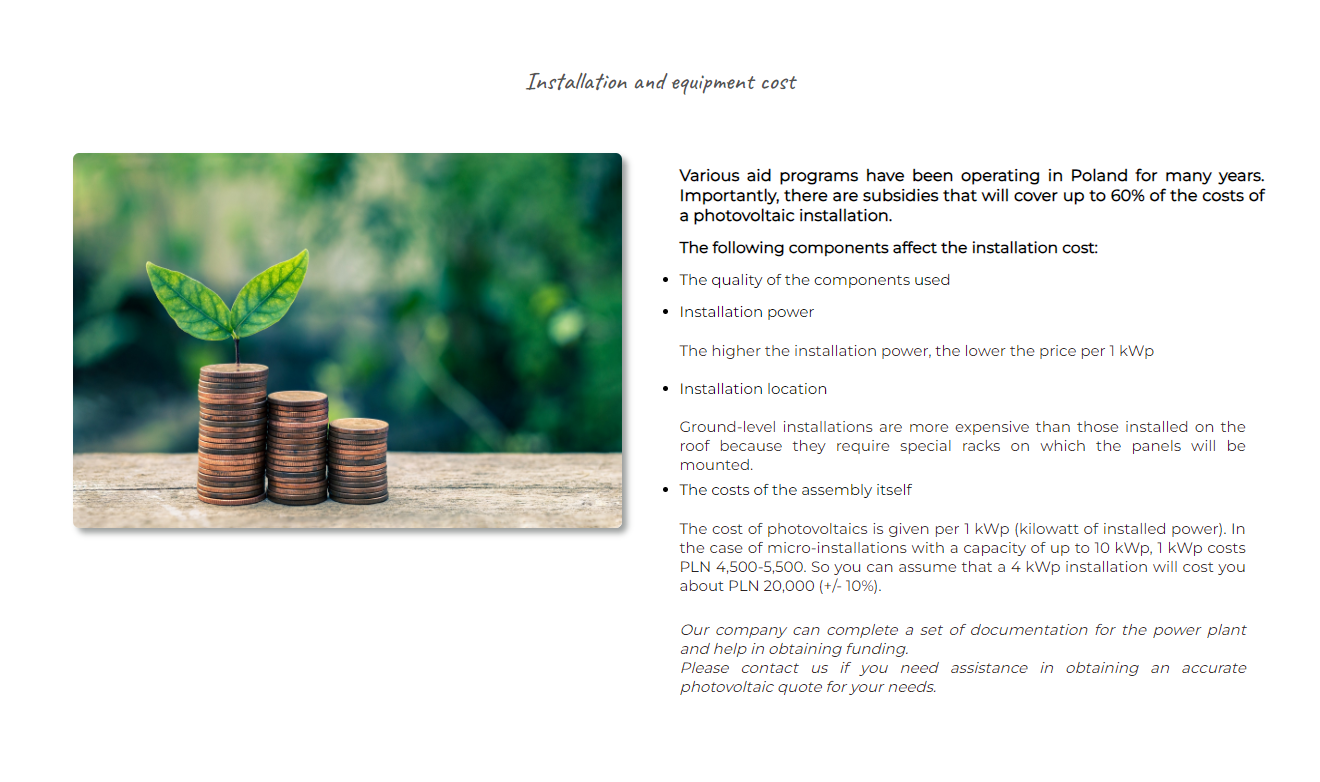 Installation and equipment cost
Various aid programs have been operating in Poland for many years.
Importantly, there are subsidies that will cover up to 60% of the costs of
a photovoltaic installation.
The following components affect the installation cost:
• The quality of the components used
• Installation power
The higher the installation power, the lower the price per 1 kWp
• Installation location
Ground-level installations are more expensive than those installed on the
roof because they require special racks on which the panels will be
mounted.
• The costs of the assembly itself
The cost of photovoltaics is given per 1 kWp (kilowatt of installed power). In
the case of micro-installations with a capacity of up to 10 kWp, 1 kWp costs
PLN 4,500-5,500. So you can assume that a 4 kWp installation will cost you
about PLN 20,000 (+/- 10%).
Our company can complete a set of documentation for the power plant
and help in obtaining funding.
Please contact us if you need assistance in obtaining an accurate
photovoltaic quote for your needs.